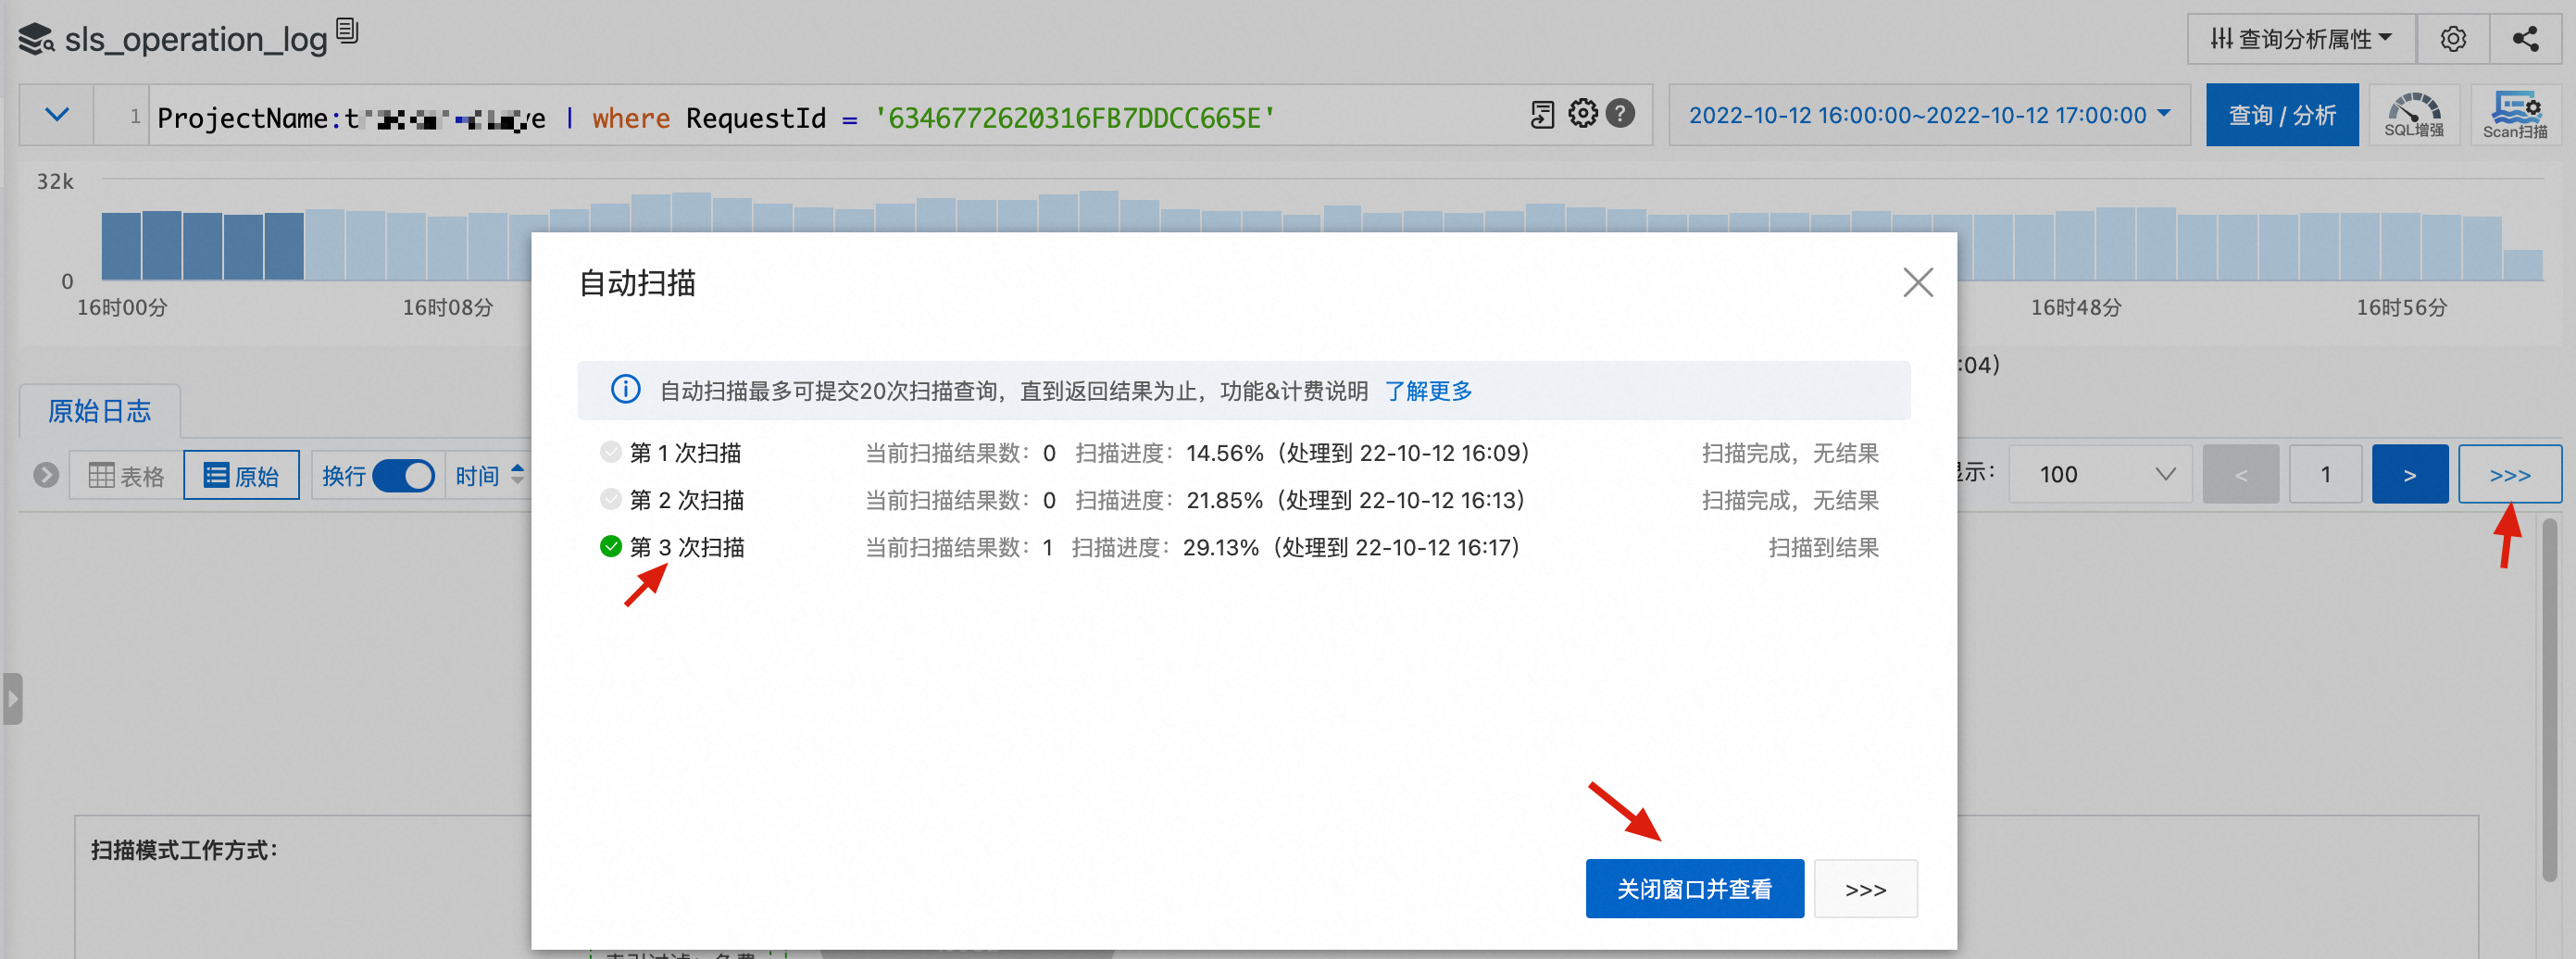 sls_operation_log
查询分析属性
1
ProjectName:t e | where RequestId = '6346772620316FB7DDCC665E'
2022-10-12 16:00:00~2022-10-12 17:00:00
查询 / 分析
SQL增强
Scan扫描
32k
0
16时00分
16时08分
16时48分
16时56分
:04)
自动扫描
自动扫描最多可提交20次扫描查询，直到返回结果为止，功能&计费说明 了解更多
第 1 次扫描 当前扫描结果数：0 扫描进度：14.56%（处理到 22-10-12 16:09） 扫描完成，无结果
第 2 次扫描 当前扫描结果数：0 扫描进度：21.85%（处理到 22-10-12 16:13） 扫描完成，无结果
第 3 次扫描 当前扫描结果数：1 扫描进度：29.13%（处理到 22-10-12 16:17） 扫描到结果
关闭窗口并查看
>>>
原始日志
表格
原始
换行
时间
示：
100
<
1
>
>>>
扫描模式工作方式：